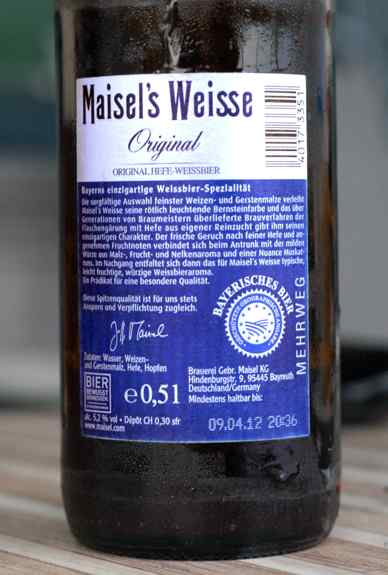 Maisel's Weisse
Original
ORIGINAL HEFE-WEISSBIER
4017 3351
Bayerns einzigartige Weissbier-Spezialität
Die sorgfältige Auswahl feinster Weizen- und Gerstenmalze verleiht
Maisel's Weisse seine rötlich leuchtende Bernsteinfarbe und das über
Generationen von Braumeistern überlieferte Brauverfahren der
Flaschengärung mit Hefe aus eigener Reinzucht gibt ihm seinen
einzigartigen Charakter. Der frische Geruch nach feiner Hefe und an-
genehmen Fruchtnoten verbindet sich beim Antrunk mit der milden
Würze aus Malz-, Frucht- und Nelkenaroma und einer Nuance Muskat-
nuss. Im Nachgang entfaltet sich dann das für Maisel's Weisse typische,
leicht fruchtige, würzige Weissbieraroma.
Ein Prädikat für eine besondere Qualität.
Diese Spitzenqualität ist für uns stets
Ansporn und Verpflichtung zugleich.
BAYERISCHES BIER
MEHRWEG
Zutaten: Wasser, Weizen-
und Gerstenmalz, Hefe, Hopfen
BIER
BEWUSST
GENIESSEN
e 0,5l
Brauerei Gebr. Maisel KG
Hindenburgstr. 9, 95445 Bayreuth
Deutschland/Germany
Mindestens haltbar bis:
alc. 5,2 % vol • Dépôt CH 0,30 sfr
www.maisel.com
09.04.12 20:36